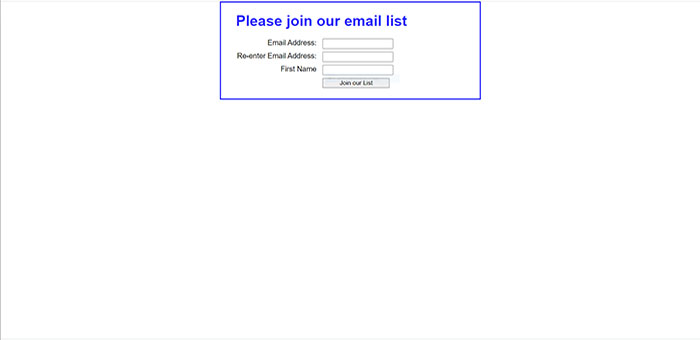 Please join our email list
Email Address:
Re-enter Email Address:
First Name
Join our List